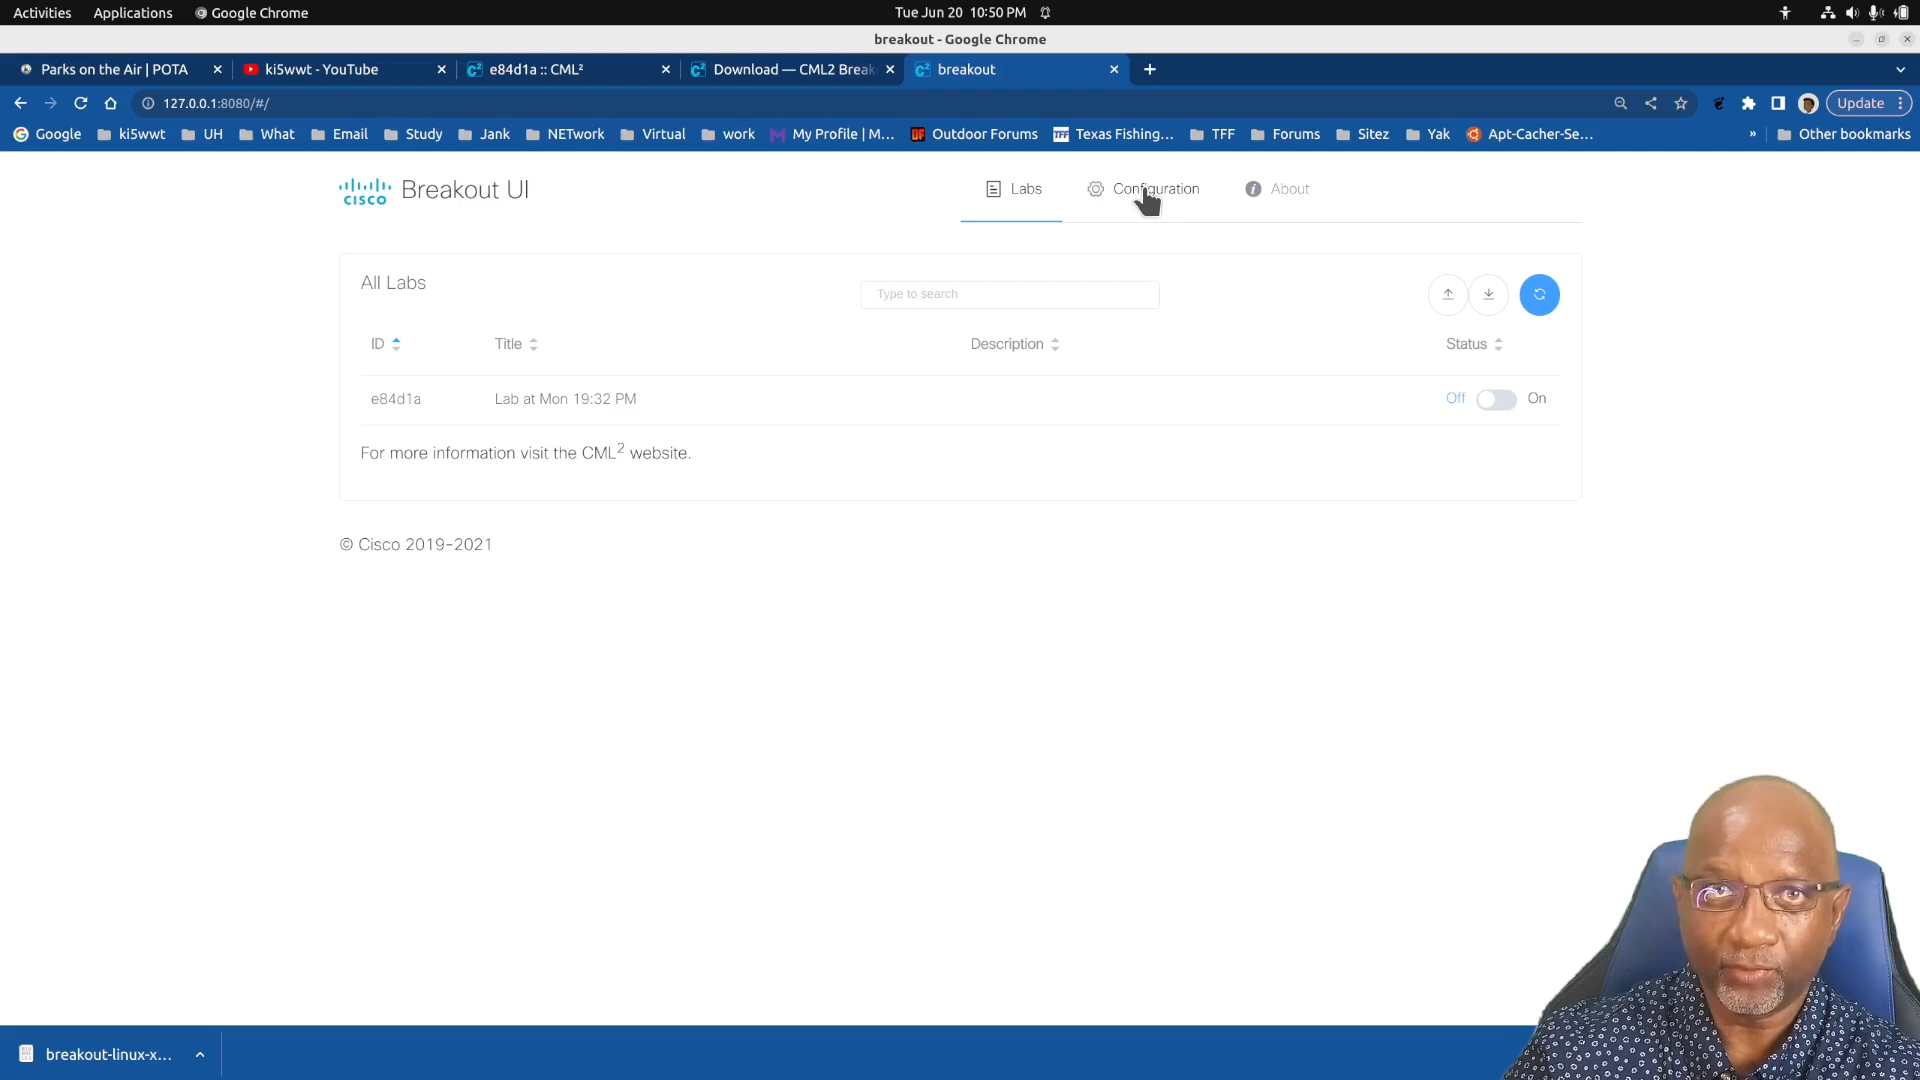 Activities Applications Google Chrome Tue Jun 20 10:50 PM
breakout - Google Chrome
Parks on the Air | POTA ki5wwt - YouTube e84d1a :: CML² Download — CML2 Break breakout
127.0.0.1:8080/#/ Update
Google ki5wwt UH What Email Study Jank NETwork Virtual work My Profile | M... Outdoor Forums Texas Fishing... TFF Forums Sitez Yak Apt-Cacher-Se... » Other bookmarks
cisco Breakout UI Labs Configuration About
All Labs Type to search
ID Title Description Status
e84d1a Lab at Mon 19:32 PM Off On
For more information visit the CML² website.
© Cisco 2019-2021
breakout-linux-x...